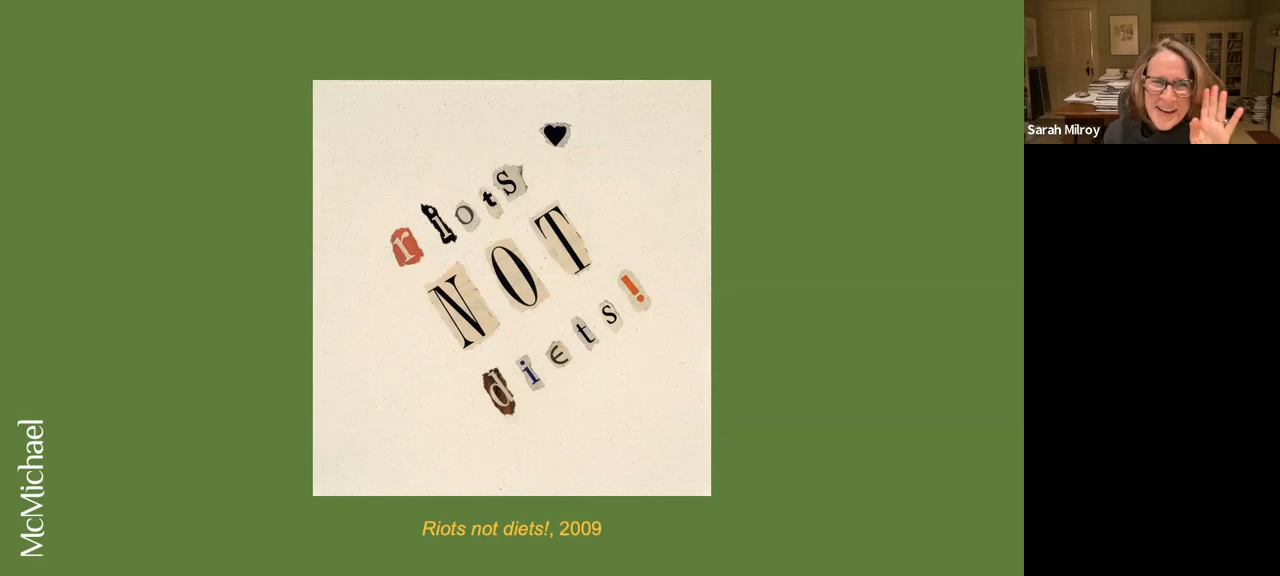 riots
NOT
diets!
Riots not diets!, 2009
McMichael
Sarah Milroy